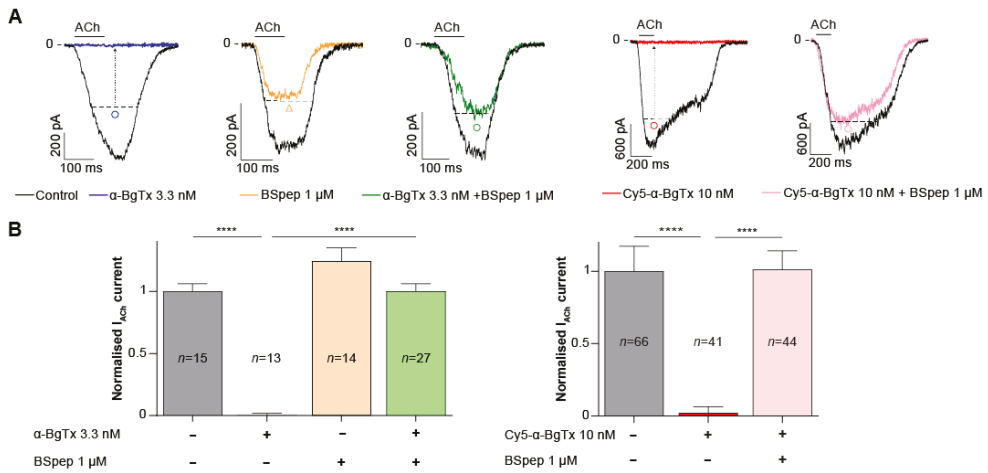 A
ACh
ACh
ACh
ACh
ACh
0
0
0
0
0
200 pA
100 ms
200 pA
100 ms
200 pA
100 ms
600 pA
200 ms
600 pA
200 ms
Control
α-BgTx 3.3 nM
BSpep 1 µM
α-BgTx 3.3 nM +BSpep 1 µM
Cy5-α-BgTx 10 nM
Cy5-α-BgTx 10 nM + BSpep 1 µM
B
Normalised IACh current
1
0.5
0
**** ****
n=15 n=13 n=14 n=27
α-BgTx 3.3 nM − + − +
BSpep 1 µM − − + +
Normalised IACh current
1
0.5
0
**** ****
n=66 n=41 n=44
Cy5-α-BgTx 10 nM − + +
BSpep 1 µM − − +